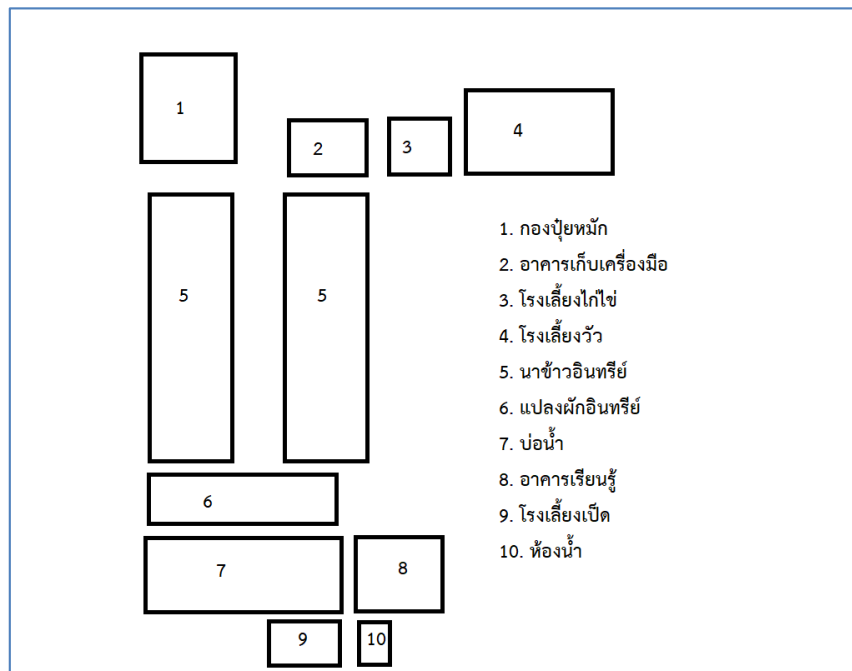 1
2
3
4
5
5
6
7
8
9
10
1. กองปุ๋ยหมัก
2. อาคารเก็บเครื่องมือ
3. โรงเลี้ยงไก่ไข่
4. โรงเลี้ยงวัว
5. นาข้าวอินทรีย์
6. แปลงผักอินทรีย์
7. บ่อน้ำ
8. อาคารเรียนรู้
9. โรงเลี้ยงเป็ด
10. ห้องน้ำ